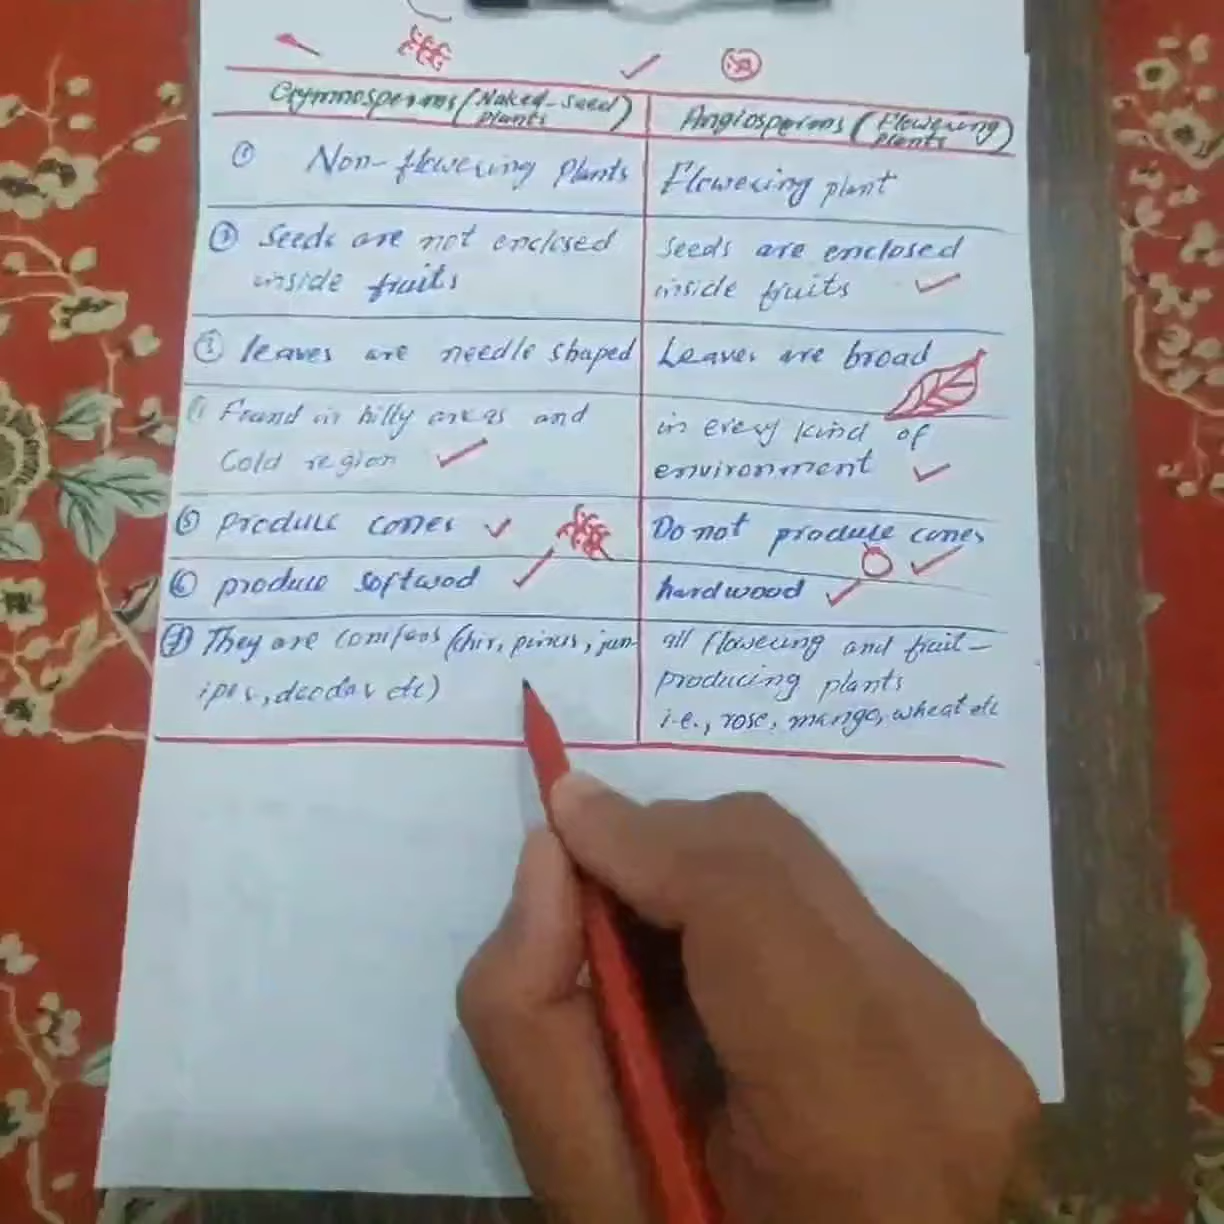 Gymnosperms (Naked-seed plants) Angiosperms (Flowering plants)
① Non-flowering plants Flowering plant
② Seeds are not enclosed seeds are enclosed
inside fruits inside fruits
③ leaves are needle shaped Leaves are broad
④ Found in hilly areas and in every kind of
Cold region environment
⑤ produce cones Do not produce cones
⑥ produce softwood hardwood
⑦ They are conifers (chir, pinus, jun- all flowering and fruit-
iper, deodar etc) producing plants
i.e., rose, mango, wheat etc